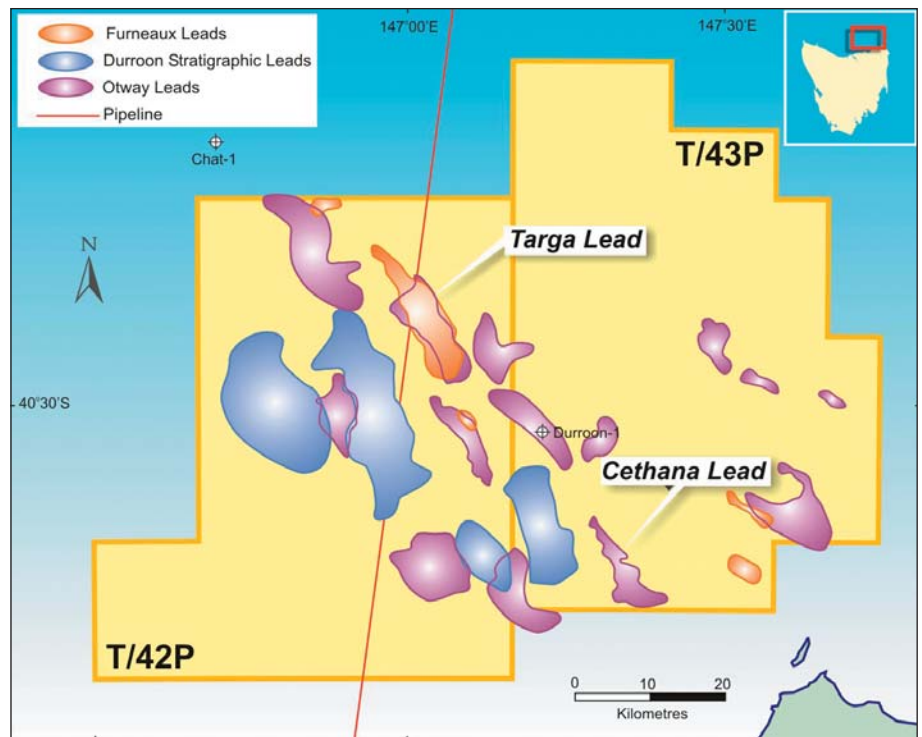 147°00'E
147°30'E
Furneaux Leads
Durroon Stratigraphic Leads
Otway Leads
Pipeline
Chat-1
T/43P
Targa Lead
N
40°30'S
Durroon-1
Cethana Lead
T/42P
0 10 20
Kilometres